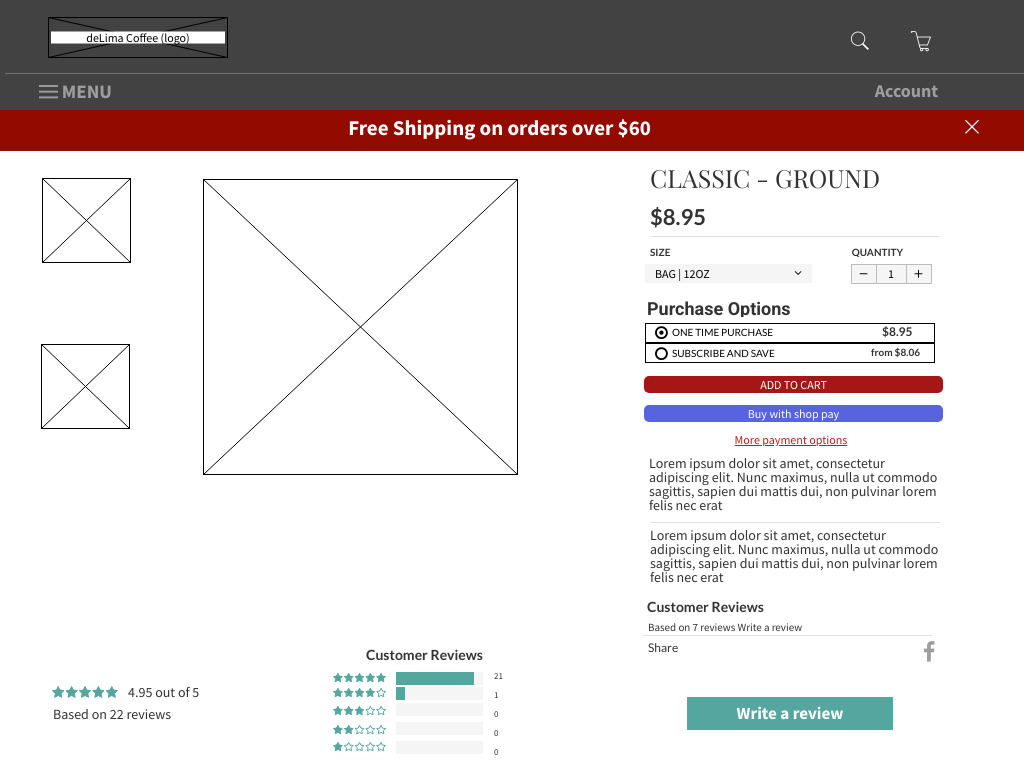 deLima Coffee (logo)
MENU
Account
Free Shipping on orders over $60
CLASSIC - GROUND
$8.95
SIZE
QUANTITY
BAG | 12OZ
− 1 +
Purchase Options
ONE TIME PURCHASE $8.95
SUBSCRIBE AND SAVE from $8.06
ADD TO CART
Buy with shop pay
More payment options
Lorem ipsum dolor sit amet, consectetur
adipiscing elit. Nunc maximus, nulla ut commodo
sagittis, sapien dui mattis dui, non pulvinar lorem
felis nec erat
Lorem ipsum dolor sit amet, consectetur
adipiscing elit. Nunc maximus, nulla ut commodo
sagittis, sapien dui mattis dui, non pulvinar lorem
felis nec erat
Customer Reviews
Based on 7 reviews Write a review
Share
Customer Reviews
4.95 out of 5
Based on 22 reviews
21
1
0
0
0
Write a review